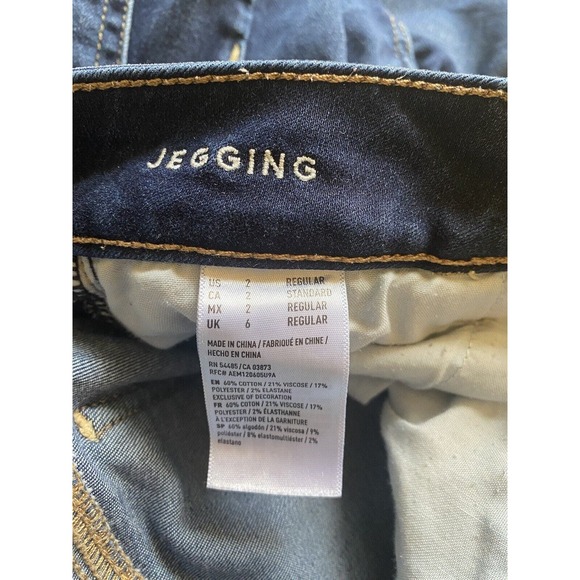 JEGGING
US 2 REGULAR
CA 2 STANDARD
MX 2 REGULAR
UK 6 REGULAR
MADE IN CHINA / FABRIQUÉ EN CHINE /
HECHO EN CHINA
RN 54485 / CA 03873
RFC# AEM1206050U9A
EN 60% COTTON / 21% VISCOSE / 17%
POLYESTER / 2% ELASTANE
EXCLUSIVE OF DECORATION
FR 60% COTON / 21% VISCOSE / 17%
POLYESTER / 2% ÉLASTHANNE
À L'EXCEPTION DE LA GARNITURE
SP 60% algodón / 21% viscosa / 9%
poliéster / 8% elastomultiéster / 2%
elastano